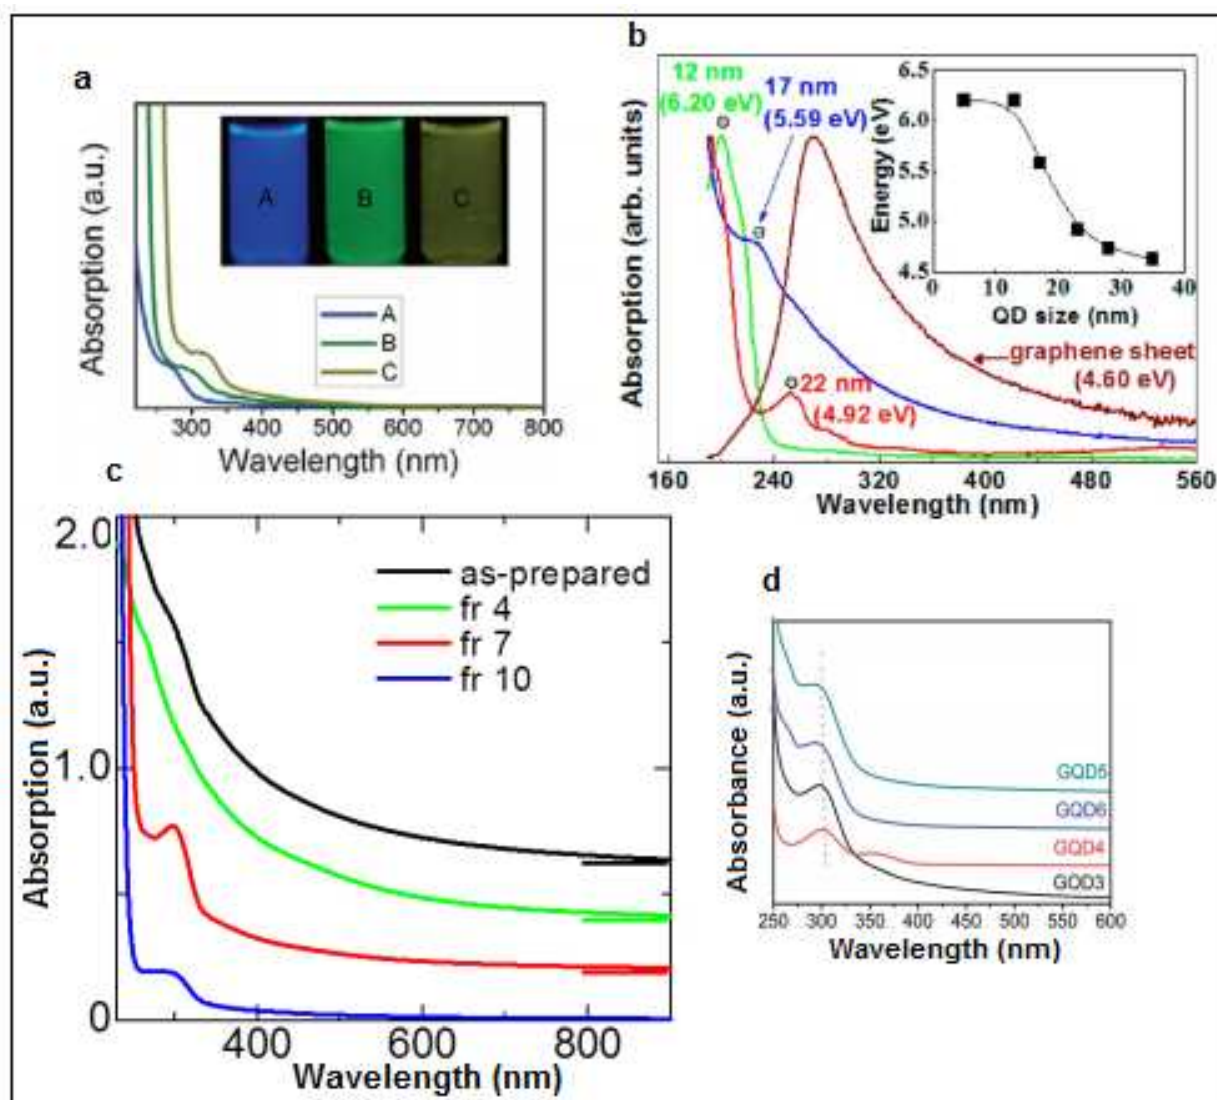 a
Absorption (a.u.)
A B C
A
B
C
300 400 500 600 700 800
Wavelength (nm)
b
Absorption (arb. units)
12 nm
(6.20 eV)
17 nm
(5.59 eV)
22 nm
(4.92 eV)
graphene sheet
(4.60 eV)
Energy (eV)
6.5
6.0
5.5
5.0
4.5
0 10 20 30 40
QD size (nm)
160 240 320 400 480 560
Wavelength (nm)
c
Absorption (a.u.)
2.0
1.0
0
as-prepared
fr 4
fr 7
fr 10
400 600 800
Wavelength (nm)
d
Absorbance (a.u.)
GQD5
GQD6
GQD4
GQD3
250 300 350 400 450 500 550 600
Wavelength (nm)